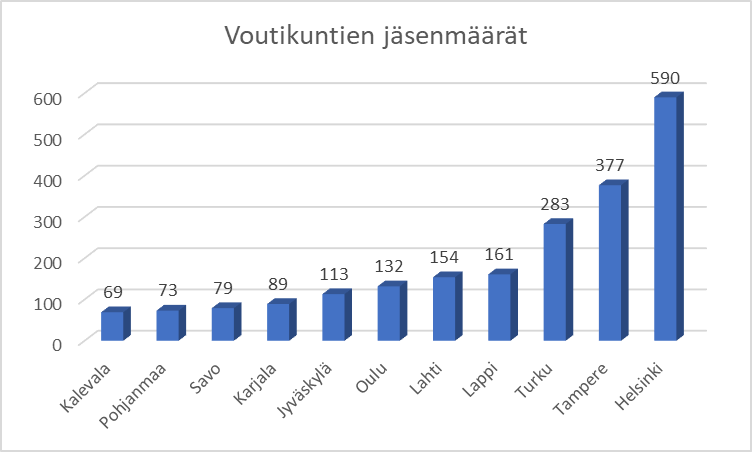 Voutikuntien jäsenmäärät
600
500
400
300
200
100
0
69
73
79
89
113
132
154
161
283
377
590
Kalevala
Pohjanmaa
Savo
Karjala
Jyväskylä
Oulu
Lahti
Lappi
Turku
Tampere
Helsinki